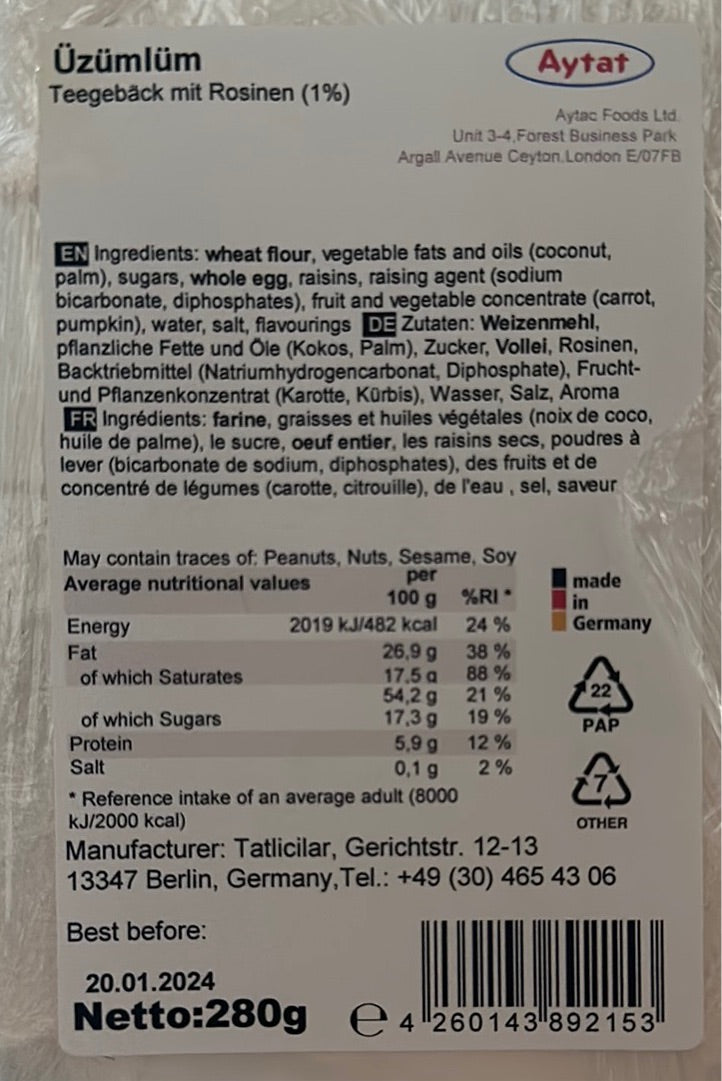 Üzümlüm
Teegebäck mit Rosinen (1%)
Aytat
Aytac Foods Ltd.
Unit 3-4,Forest Business Park
Argall Avenue Ceyton.London E/07FB
EN Ingredients: wheat flour, vegetable fats and oils (coconut,
palm), sugars, whole egg, raisins, raising agent (sodium
bicarbonate, diphosphates), fruit and vegetable concentrate (carrot,
pumpkin), water, salt, flavourings DE Zutaten: Weizenmehl,
pflanzliche Fette und Öle (Kokos, Palm), Zucker, Vollei, Rosinen,
Backtriebmittel (Natriumhydrogencarbonat, Diphosphate), Frucht-
und Pflanzenkonzentrat (Karotte, Kürbis), Wasser, Salz, Aroma
FR Ingrédients: farine, graisses et huiles végétales (noix de coco,
huile de palme), le sucre, oeuf entier, les raisins secs, poudres à
lever (bicarbonate de sodium, diphosphates), des fruits et de
concentré de légumes (carotte, citrouille), de l'eau , sel, saveur
May contain traces of: Peanuts, Nuts, Sesame, Soy
Average nutritional values per
100 g %RI *
Energy 2019 kJ/482 kcal 24 %
Fat 26,9 g 38 %
of which Saturates 17,5 g 88 %
54,2 g 21 %
of which Sugars 17,3 g 19 %
Protein 5,9 g 12 %
Salt 0,1 g 2 %
* Reference intake of an average adult (8000
kJ/2000 kcal)
made
in
Germany
22
PAP
7
OTHER
Manufacturer: Tatlicilar, Gerichtstr. 12-13
13347 Berlin, Germany,Tel.: +49 (30) 465 43 06
Best before:
20.01.2024
Netto:280g e
4 260143 892153